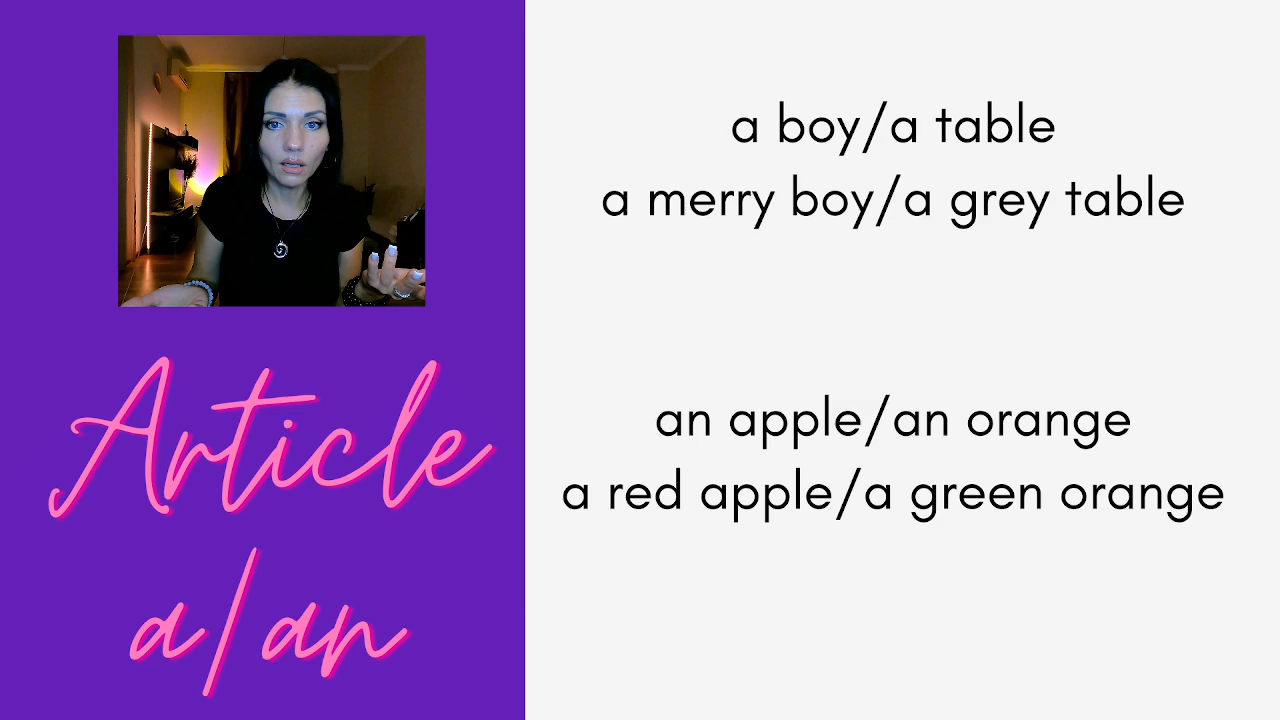 Article
a/an
a boy/a table
a merry boy/a grey table
an apple/an orange
a red apple/a green orange